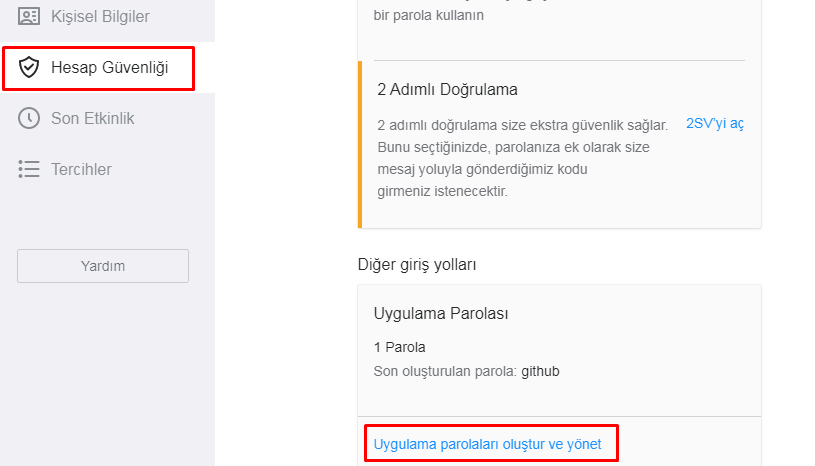 Kişisel Bilgiler
Hesap Güvenliği
Son Etkinlik
Tercihler
Yardım
bir parola kullanın
2 Adımlı Doğrulama
2 adımlı doğrulama size ekstra güvenlik sağlar.
Bunu seçtiğinizde, parolanıza ek olarak size
mesaj yoluyla gönderdiğimiz kodu
girmeniz istenecektir.
2SV'yi aç
Diğer giriş yolları
Uygulama Parolası
1 Parola
Son oluşturulan parola: github
Uygulama parolaları oluştur ve yönet